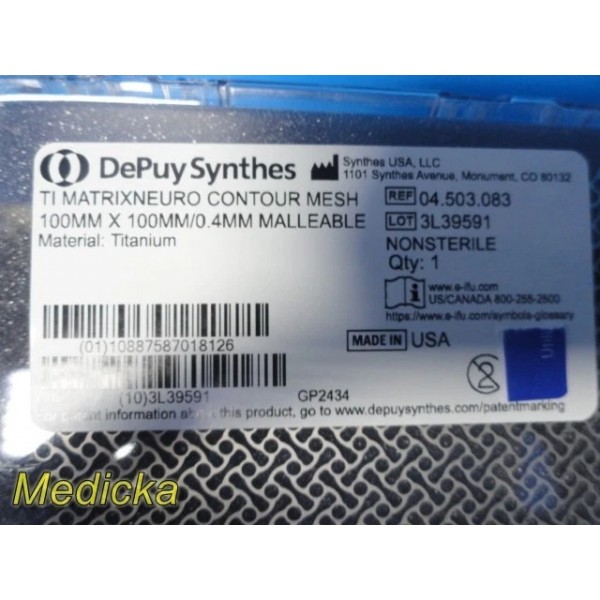 DePuy Synthes
Synthes USA, LLC
1101 Synthes Avenue, Monument, CO 80132
TI MATRIXNEURO CONTOUR MESH
100MM X 100MM/0.4MM MALLEABLE
Material: Titanium
REF 04.503.083
LOT 3L39591
NONSTERILE
Qty: 1
www.e-ifu.com
US/CANADA 800-255-2500
https://www.e-ifu.com/symbols-glossary
MADE IN USA
(01)10887587018126
(10)3L39591
GP2434
information about this product, go to www.depuysynthes.com/patentmarking
Medicka